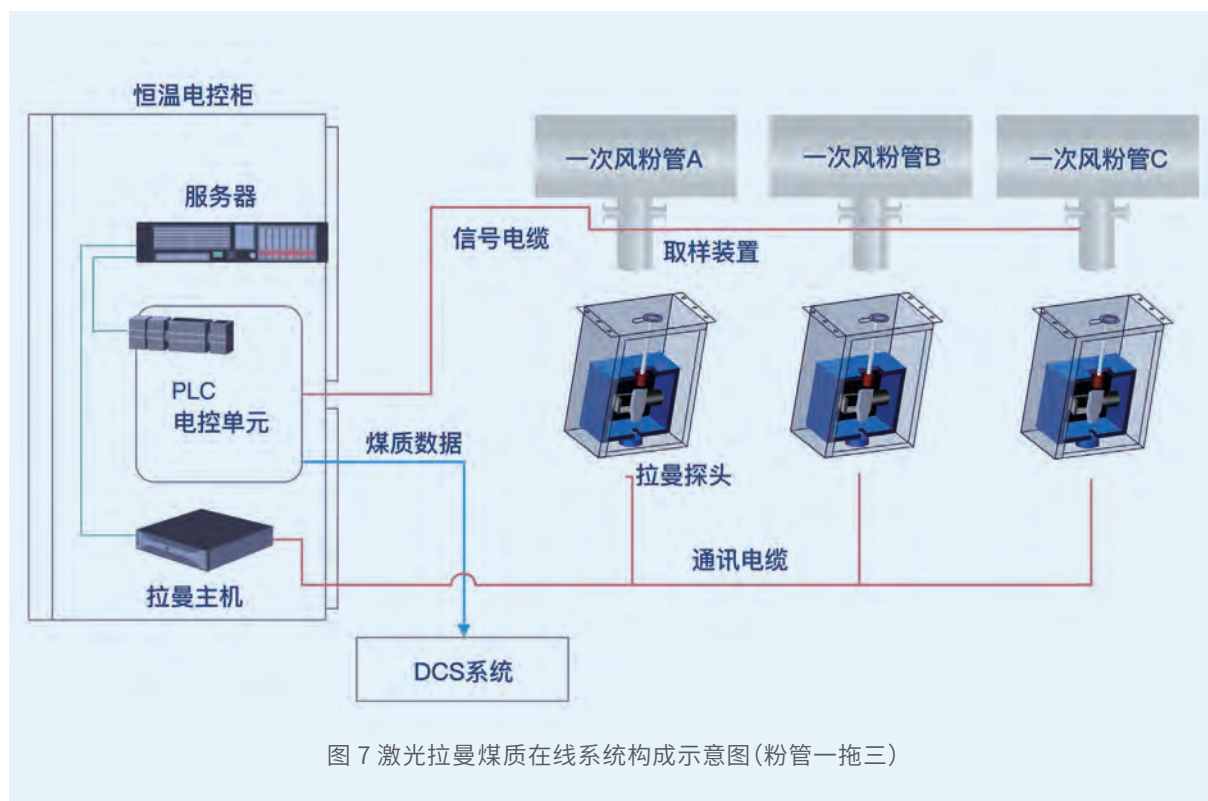 恒温电控柜
服务器
PLC
电控单元
拉曼主机
信号电缆
煤质数据
DCS系统
一次风粉管A
一次风粉管B
一次风粉管C
取样装置
拉曼探头
通讯电缆
图 7 激光拉曼煤质在线系统构成示意图(粉管一拖三)